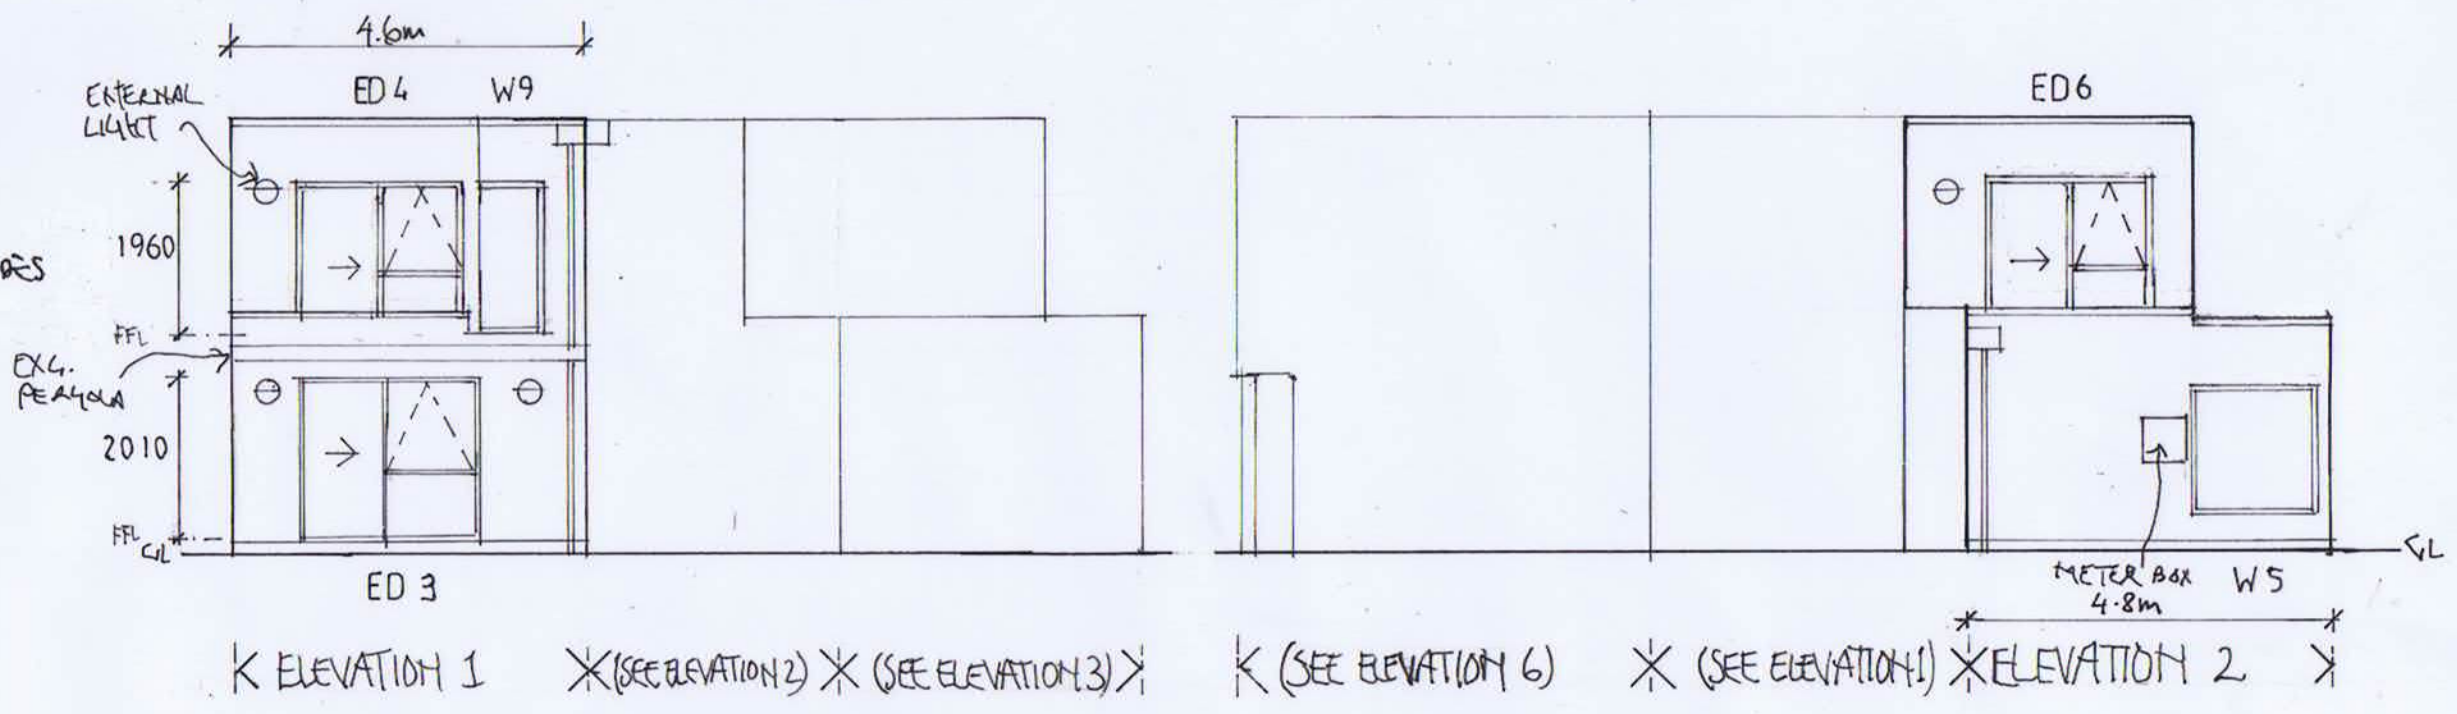 4.6m
ED 4 W9
EXTERNAL
LIGHT
1960
FFL
EXG.
PERGOLA
2010
FFL
GL
ED 3
ED6
METER BOX W5
4.8m
GL
ELEVATION 1 (SEE ELEVATION 2) (SEE ELEVATION 3) (SEE ELEVATION 6) (SEE ELEVATION 1) ELEVATION 2